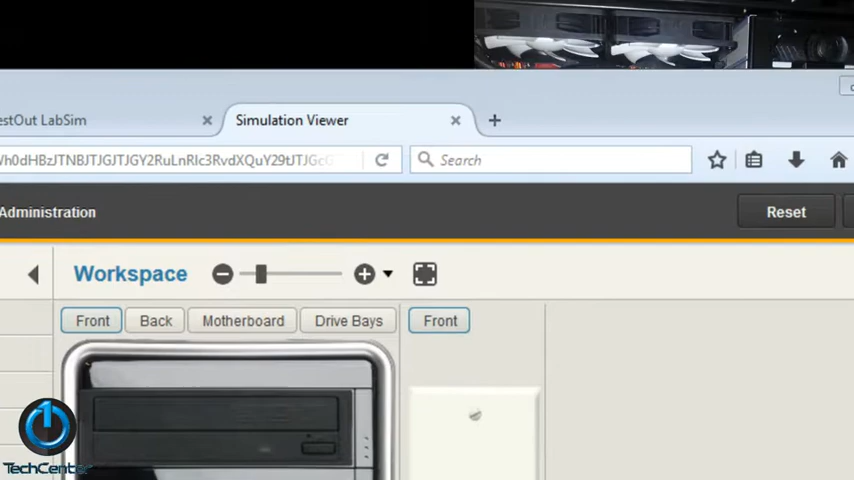 estOut LabSim
Simulation Viewer
Search
Administration
Reset
Workspace
Front Back Motherboard Drive Bays Front
TechCenter